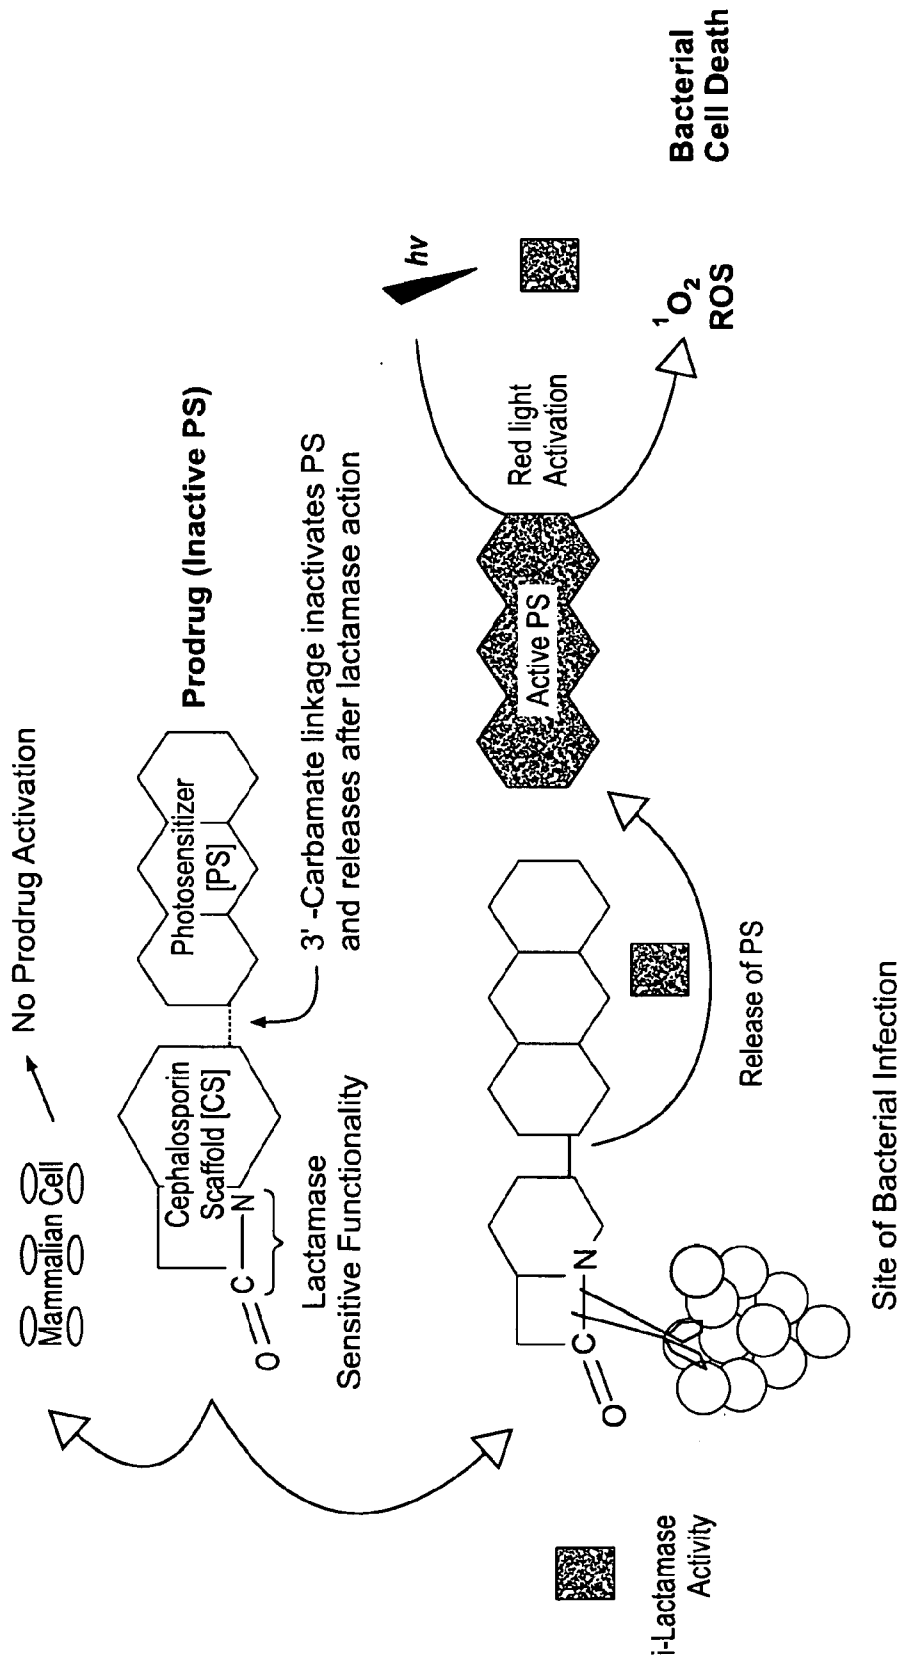 No Prodrug Activation
Mammalian Cell
Cephalosporin
Scaffold [CS]
Photosensitizer
[PS]
Prodrug (Inactive PS)
N
C
O
Lactamase
Sensitive Functionality
3' -Carbamate linkage inactivates PS
and releases after lactamase action
hv
Red light
Activation
Active PS
N
C
O
¹O₂
ROS
Bacterial
Cell Death
i-Lactamase
Activity
Release of PS
Site of Bacterial Infection